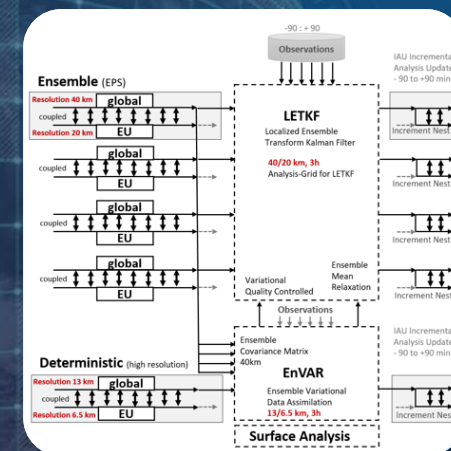 -90 : + 90
Observations
IAU Incrementa
Analysis Update
- 90 to +90 min
Ensemble (EPS)
Resolution 40 km
global
coupled
Resolution 20 km
EU
Increment Nest
LETKF
Localized Ensemble
Transform Kalman Filter
40/20 km, 3h
Analysis-Grid for LETKF
global
coupled
EU
Increment Nest
global
coupled
EU
Increment Nest
global
coupled
EU
Increment Nest
Variational
Quality Controlled
Ensemble
Mean
Relaxation
Observations
IAU Incrementa
Analysis Update
- 90 to +90 min
Ensemble
Covariance Matrix
40km
EnVAR
Ensemble Variational
Data Assimilation
13/6.5 km, 3h
Deterministic (high resolution)
Resolution 13 km
global
coupled
Resolution 6.5 km
EU
Increment Nest
Surface Analysis